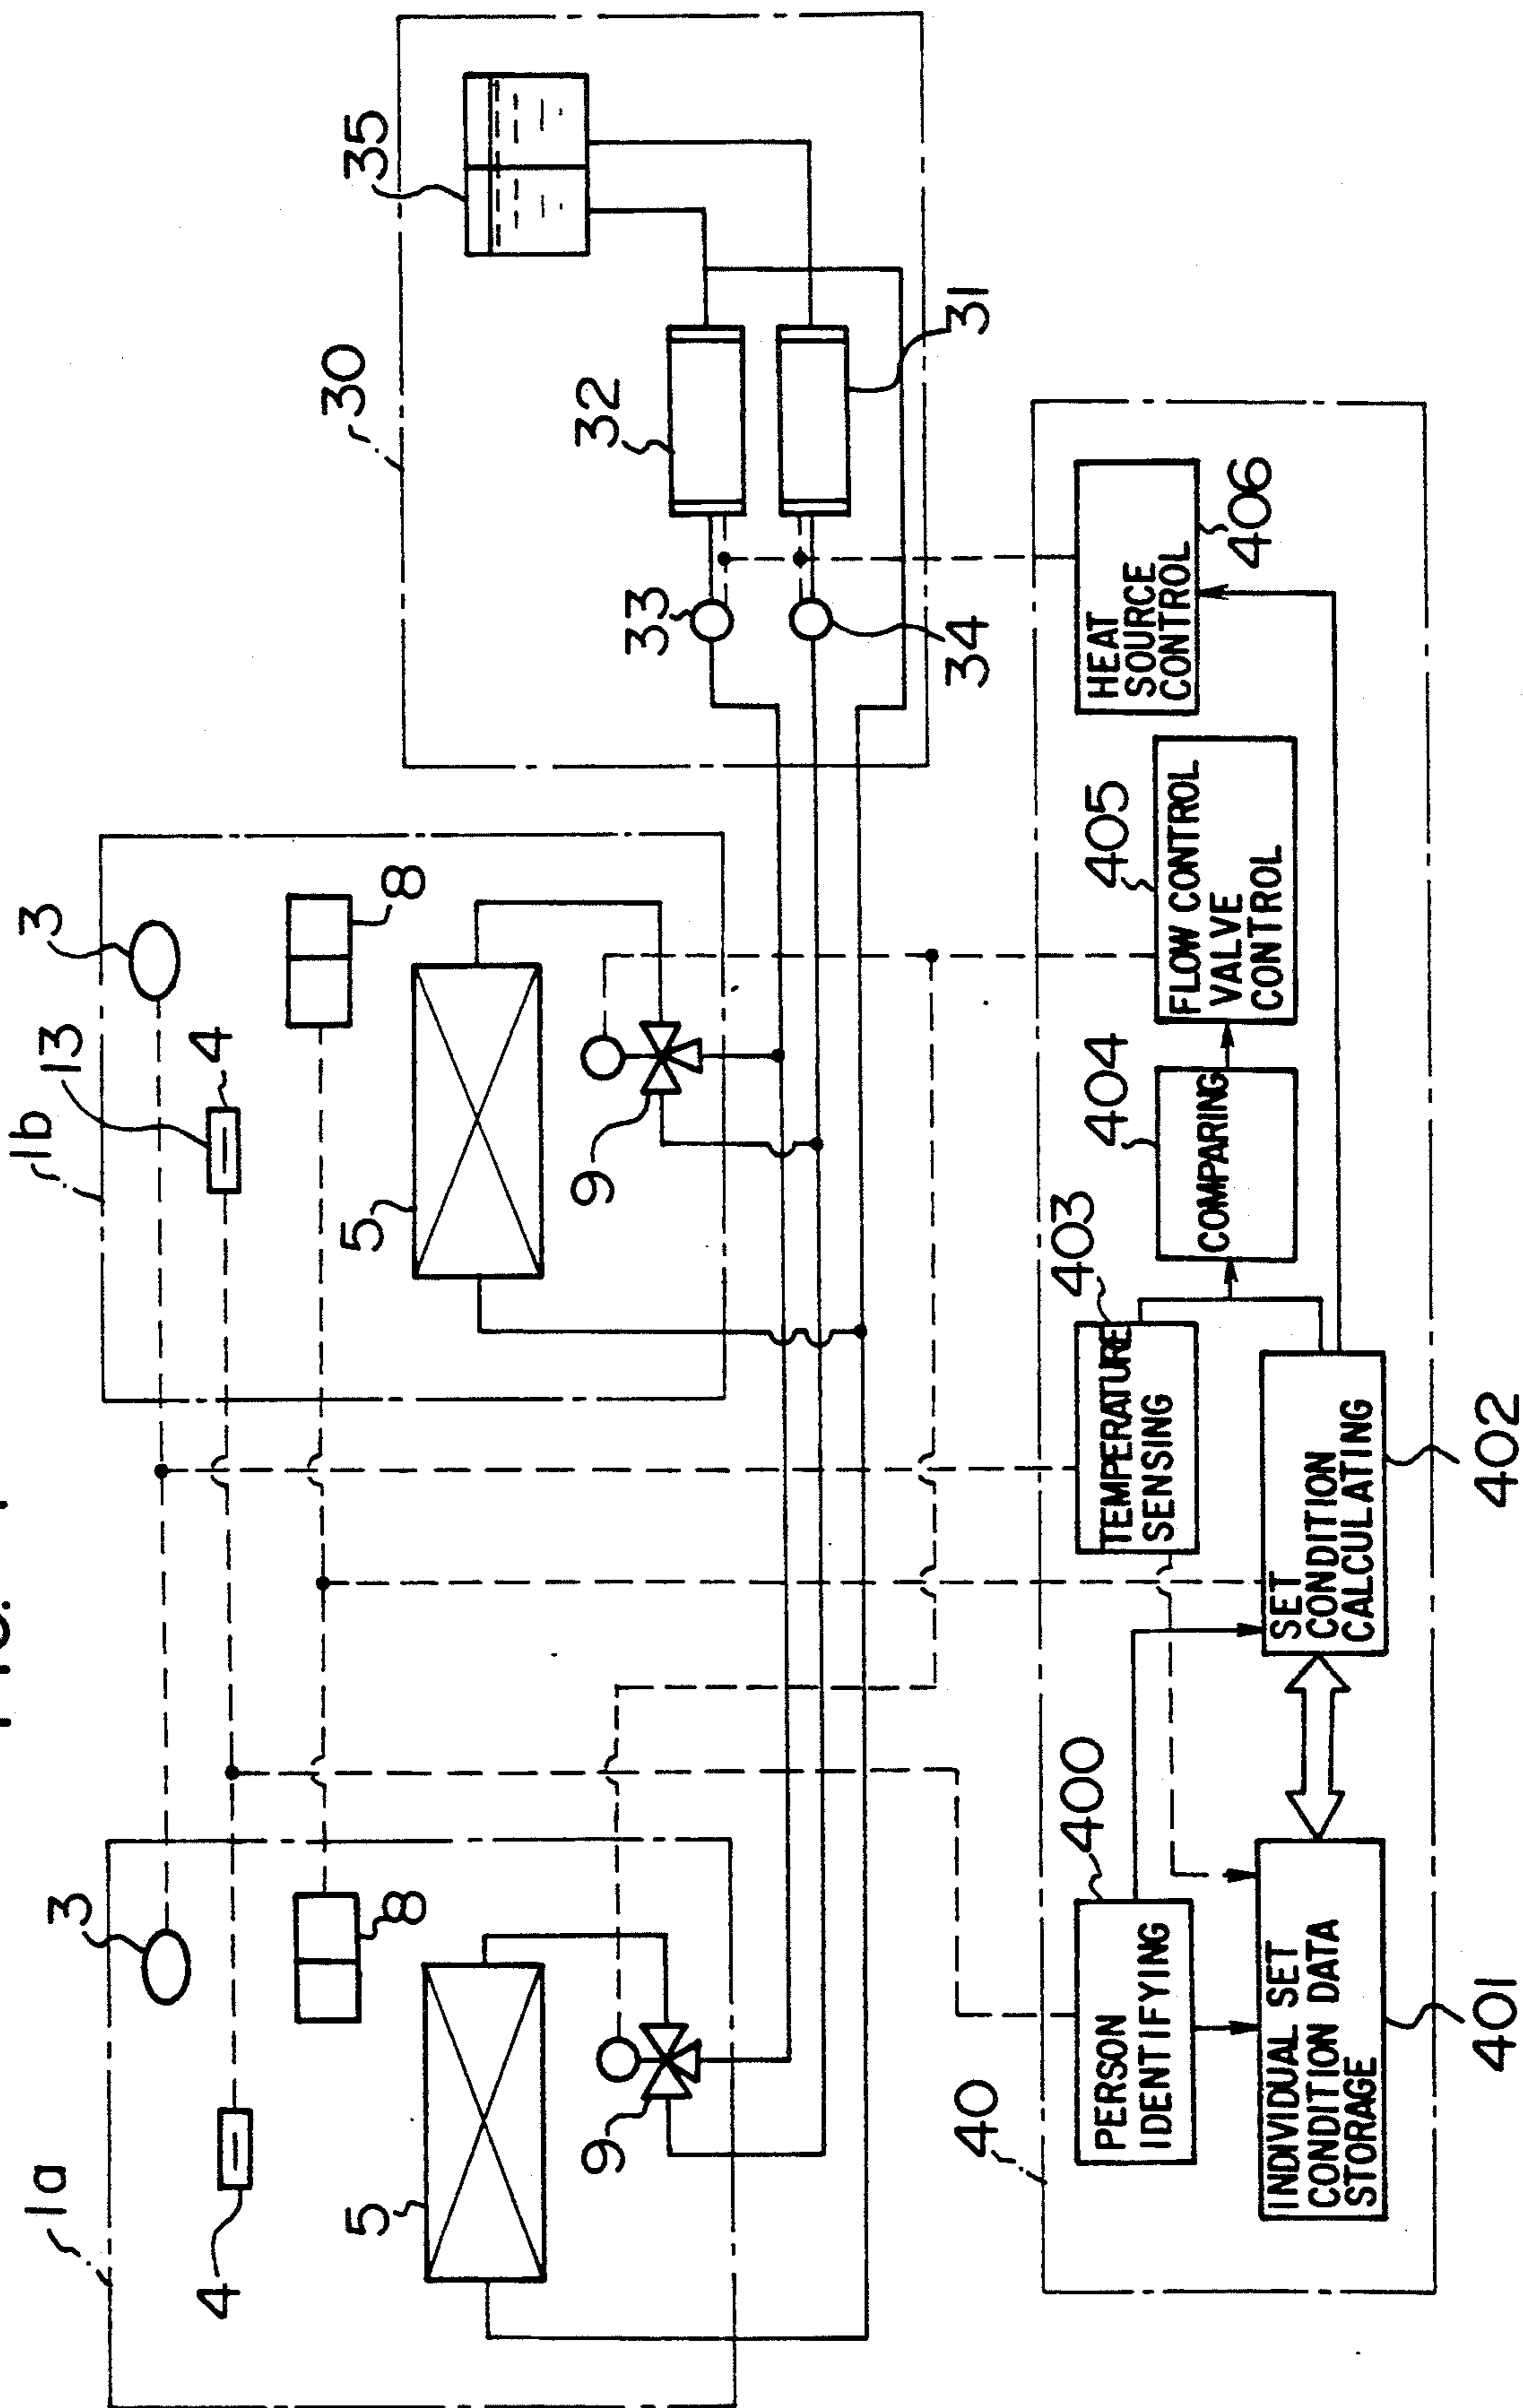 1a
3
4
8
5
9
1b
13
3
4
8
5
9
30
35
32
31
33
34
40
400
PERSON
IDENTIFYING
INDIVIDUAL SET
CONDITION DATA
STORAGE
401
SET
CONDITION
CALCULATING
402
403
TEMPERATURE
SENSING
404
COMPARING
405
FLOW CONTROL
VALVE
CONTROL
HEAT
SOURCE
CONTROL
406